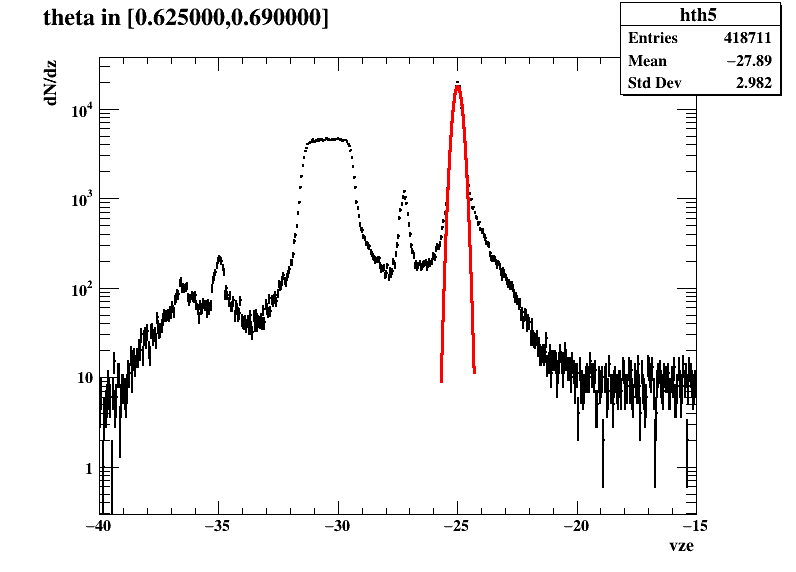 theta in [0.625000,0.690000]
hth5
Entries 418711
Mean −27.89
Std Dev 2.982
dN/dz
10^4
10^3
10^2
10
1
−40 −35 −30 −25 −20 −15
vze